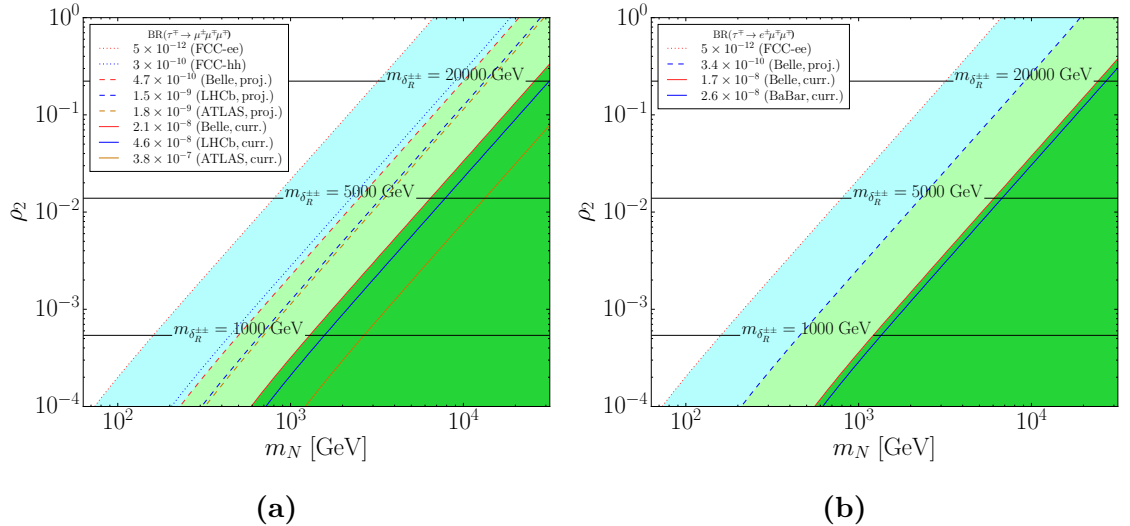 BR(τ∓ → μ±μ∓μ∓)
5 × 10⁻¹² (FCC-ee)
3 × 10⁻¹⁰ (FCC-hh)
4.7 × 10⁻¹⁰ (Belle, proj.)
1.5 × 10⁻⁹ (LHCb, proj.)
1.8 × 10⁻⁹ (ATLAS, proj.)
2.1 × 10⁻⁸ (Belle, curr.)
4.6 × 10⁻⁸ (LHCb, curr.)
3.8 × 10⁻⁷ (ATLAS, curr.)
m_{δ_R^{±±}} = 20000 GeV
m_{δ_R^{±±}} = 5000 GeV
m_{δ_R^{±±}} = 1000 GeV
10⁰
10⁻¹
10⁻²
10⁻³
10⁻⁴
ρ₂
10² 10³ 10⁴
m_N [GeV]
(a)
BR(τ∓ → e±μ∓μ∓)
5 × 10⁻¹² (FCC-ee)
3.4 × 10⁻¹⁰ (Belle, proj.)
1.7 × 10⁻⁸ (Belle, curr.)
2.6 × 10⁻⁸ (BaBar, curr.)
m_{δ_R^{±±}} = 20000 GeV
m_{δ_R^{±±}} = 5000 GeV
m_{δ_R^{±±}} = 1000 GeV
10⁰
10⁻¹
10⁻²
10⁻³
10⁻⁴
ρ₂
10² 10³ 10⁴
m_N [GeV]
(b)